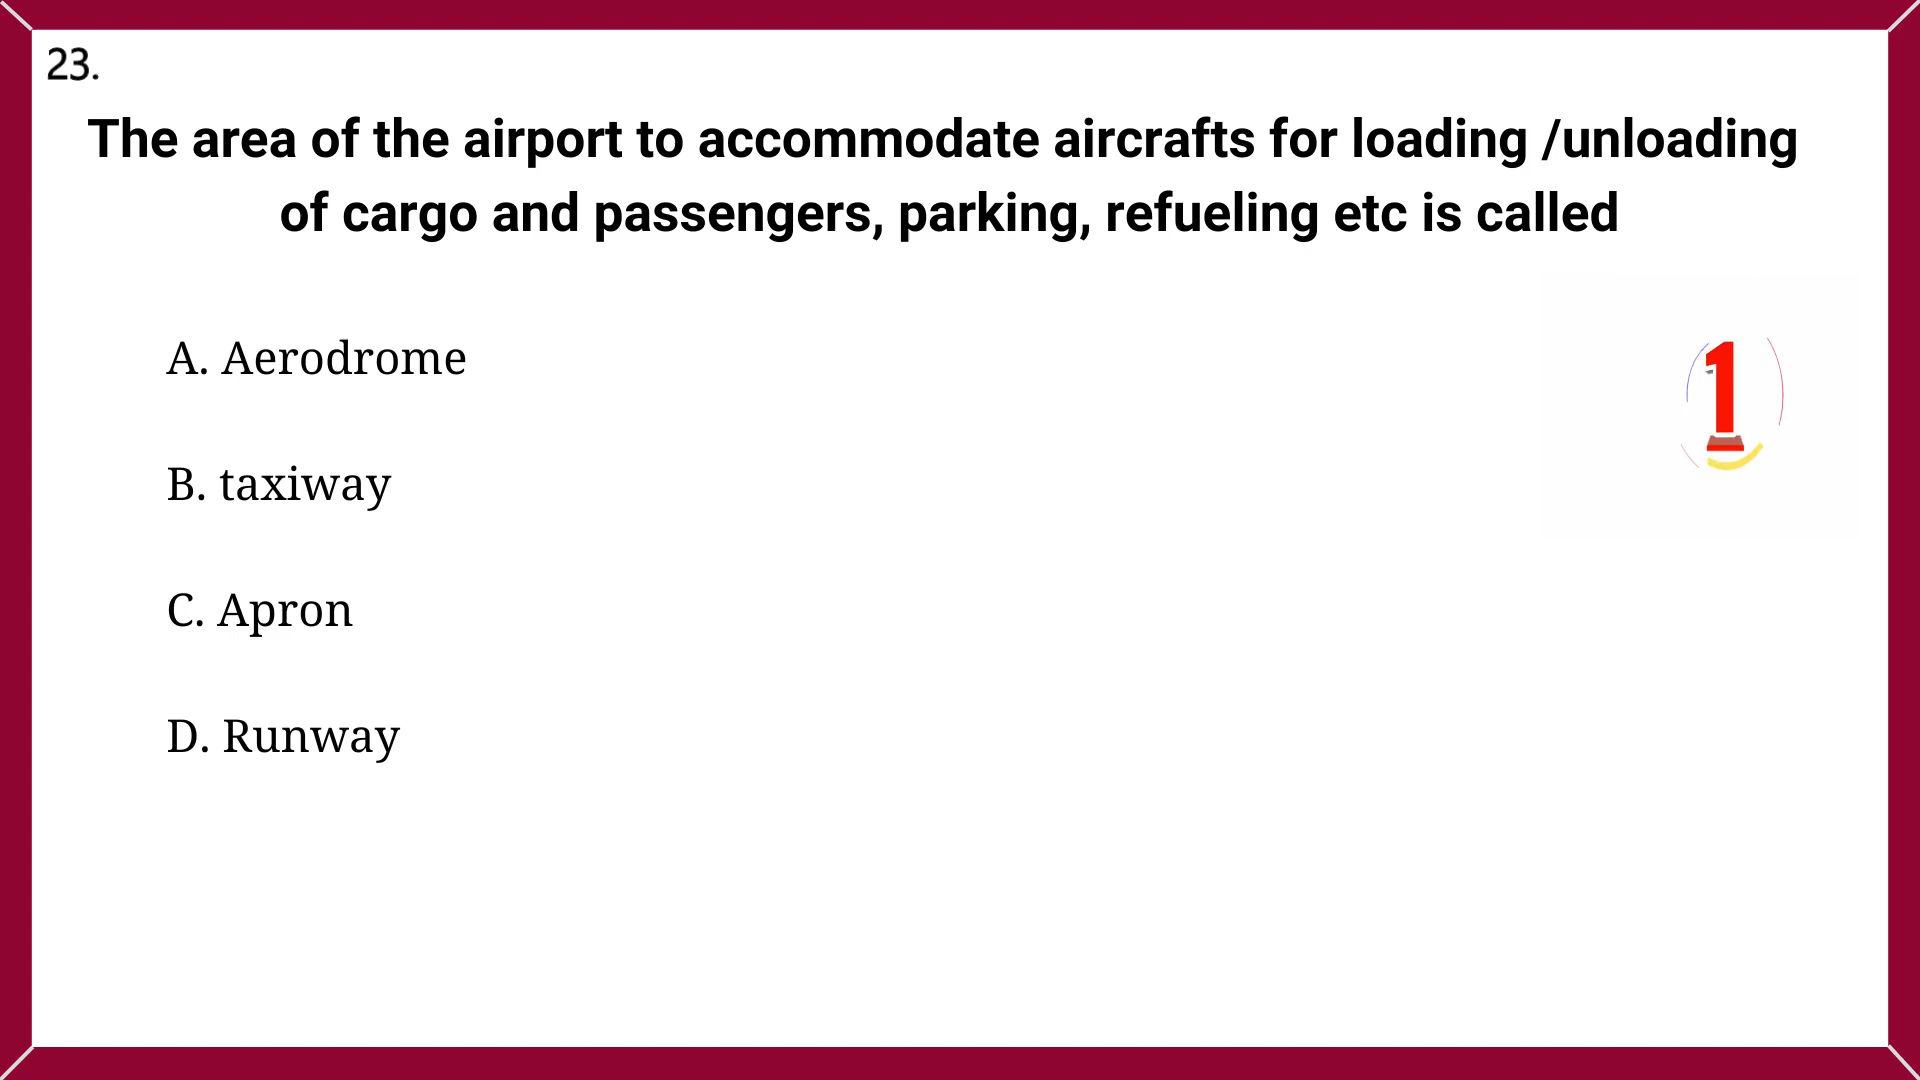 23.
The area of the airport to accommodate aircrafts for loading /unloading
of cargo and passengers, parking, refueling etc is called
A. Aerodrome
1
B. taxiway
C. Apron
D. Runway